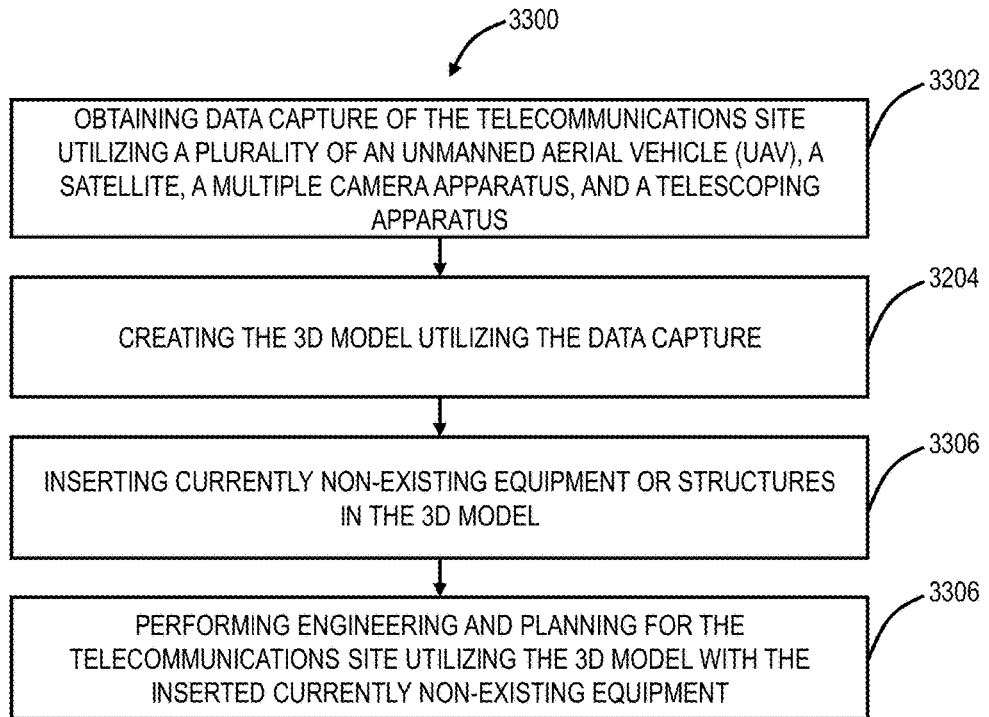 3300
3302
OBTAINING DATA CAPTURE OF THE TELECOMMUNICATIONS SITE
UTILIZING A PLURALITY OF AN UNMANNED AERIAL VEHICLE (UAV), A
SATELLITE, A MULTIPLE CAMERA APPARATUS, AND A TELESCOPING
APPARATUS
3204
CREATING THE 3D MODEL UTILIZING THE DATA CAPTURE
3306
INSERTING CURRENTLY NON-EXISTING EQUIPMENT OR STRUCTURES
IN THE 3D MODEL
3306
PERFORMING ENGINEERING AND PLANNING FOR THE
TELECOMMUNICATIONS SITE UTILIZING THE 3D MODEL WITH THE
INSERTED CURRENTLY NON-EXISTING EQUIPMENT